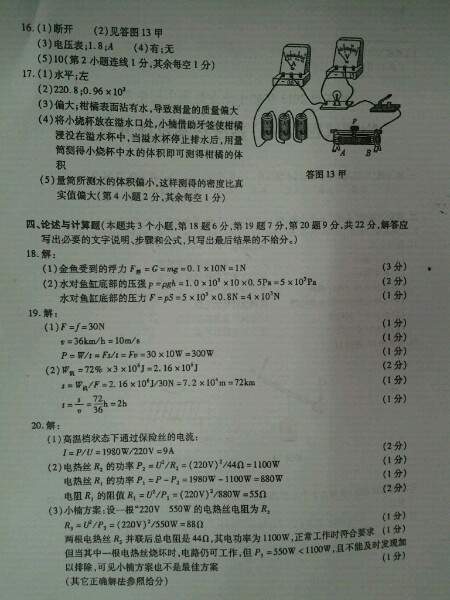 16.(1)断开 (2)见答图13甲
(3)电压表;1.8;A (4)有;无
(5)10(第2小题连线1分,其余每空1分)
17.(1)水平;左
(2)220.8;0.96×10³
(3)偏大;柑橘表面沾有水,导致测量的质量偏大
(4)将小烧杯放在溢水口处,小楠借助牙签使柑橘
浸没在溢水杯中,当溢水杯停止排水后,用量
筒测得小烧杯中水的体积即可测得柑橘的体
积
(5)量筒所测水的体积偏小,这样测得的密度比真
实值偏大(第4小题2分,其余每空1分)
P
A B
答图13甲
四、论述与计算题(本题共3个小题,第18题6分,第19题7分,第20题9分,共22分,解答应
写出必要的文字说明、步骤和公式,只写出最后结果的不给分。)
18.解:
(1)金鱼受到的浮力F浮=G=mg=0.1×10N=1N (3分)
(2)水对鱼缸底部的压强p=ρgh=1.0×10³×10×0.5Pa=5×10³Pa (2分)
水对鱼缸底部的压力F=pS=5×10³×0.8N=4×10³N (1分)
19.解:
(1)F=f=30N (1分)
v=36km/h=10m/s (1分)
P=W/t=Fs/t=Fv=30×10W=300W (1分)
(2)W机=72%×3×10⁶J=2.16×10⁶J (2分)
s=W机/F=2.16×10⁶J/30N=7.2×10⁴m=72km (1分)
t=s/v=72/36h=2h (1分)
20.解:
(1)高温档状态下通过保险丝的电流:
I=P/U=1980W/220V=9A (2分)
(2)电热丝R₂的功率P₂=U²/R₂=(220V)²/44Ω=1100W (1分)
电热丝R₁的功率P₁=P-P₂=1980W-1100W=880W (1分)
电阻R₁的阻值R₁=U²/P₁=(220V)²/880W=55Ω (2分)
(3)小楠方案:设一根"220V 550W的电热丝电阻为R₃
R₃=U²/P₃=(220V)²/550W=88Ω (1分)
两根电热丝R₃并联后总电阻是44Ω,其电功率为1100W,正常工作时符合要求 (1分)
但当其中一根电热丝烧坏时,电路仍可工作,但P₃=550W<1100W,且不能及时发现加
以排除,可见小楠方案也不是最佳方案 (1分)
(其它正确解法参照给分)